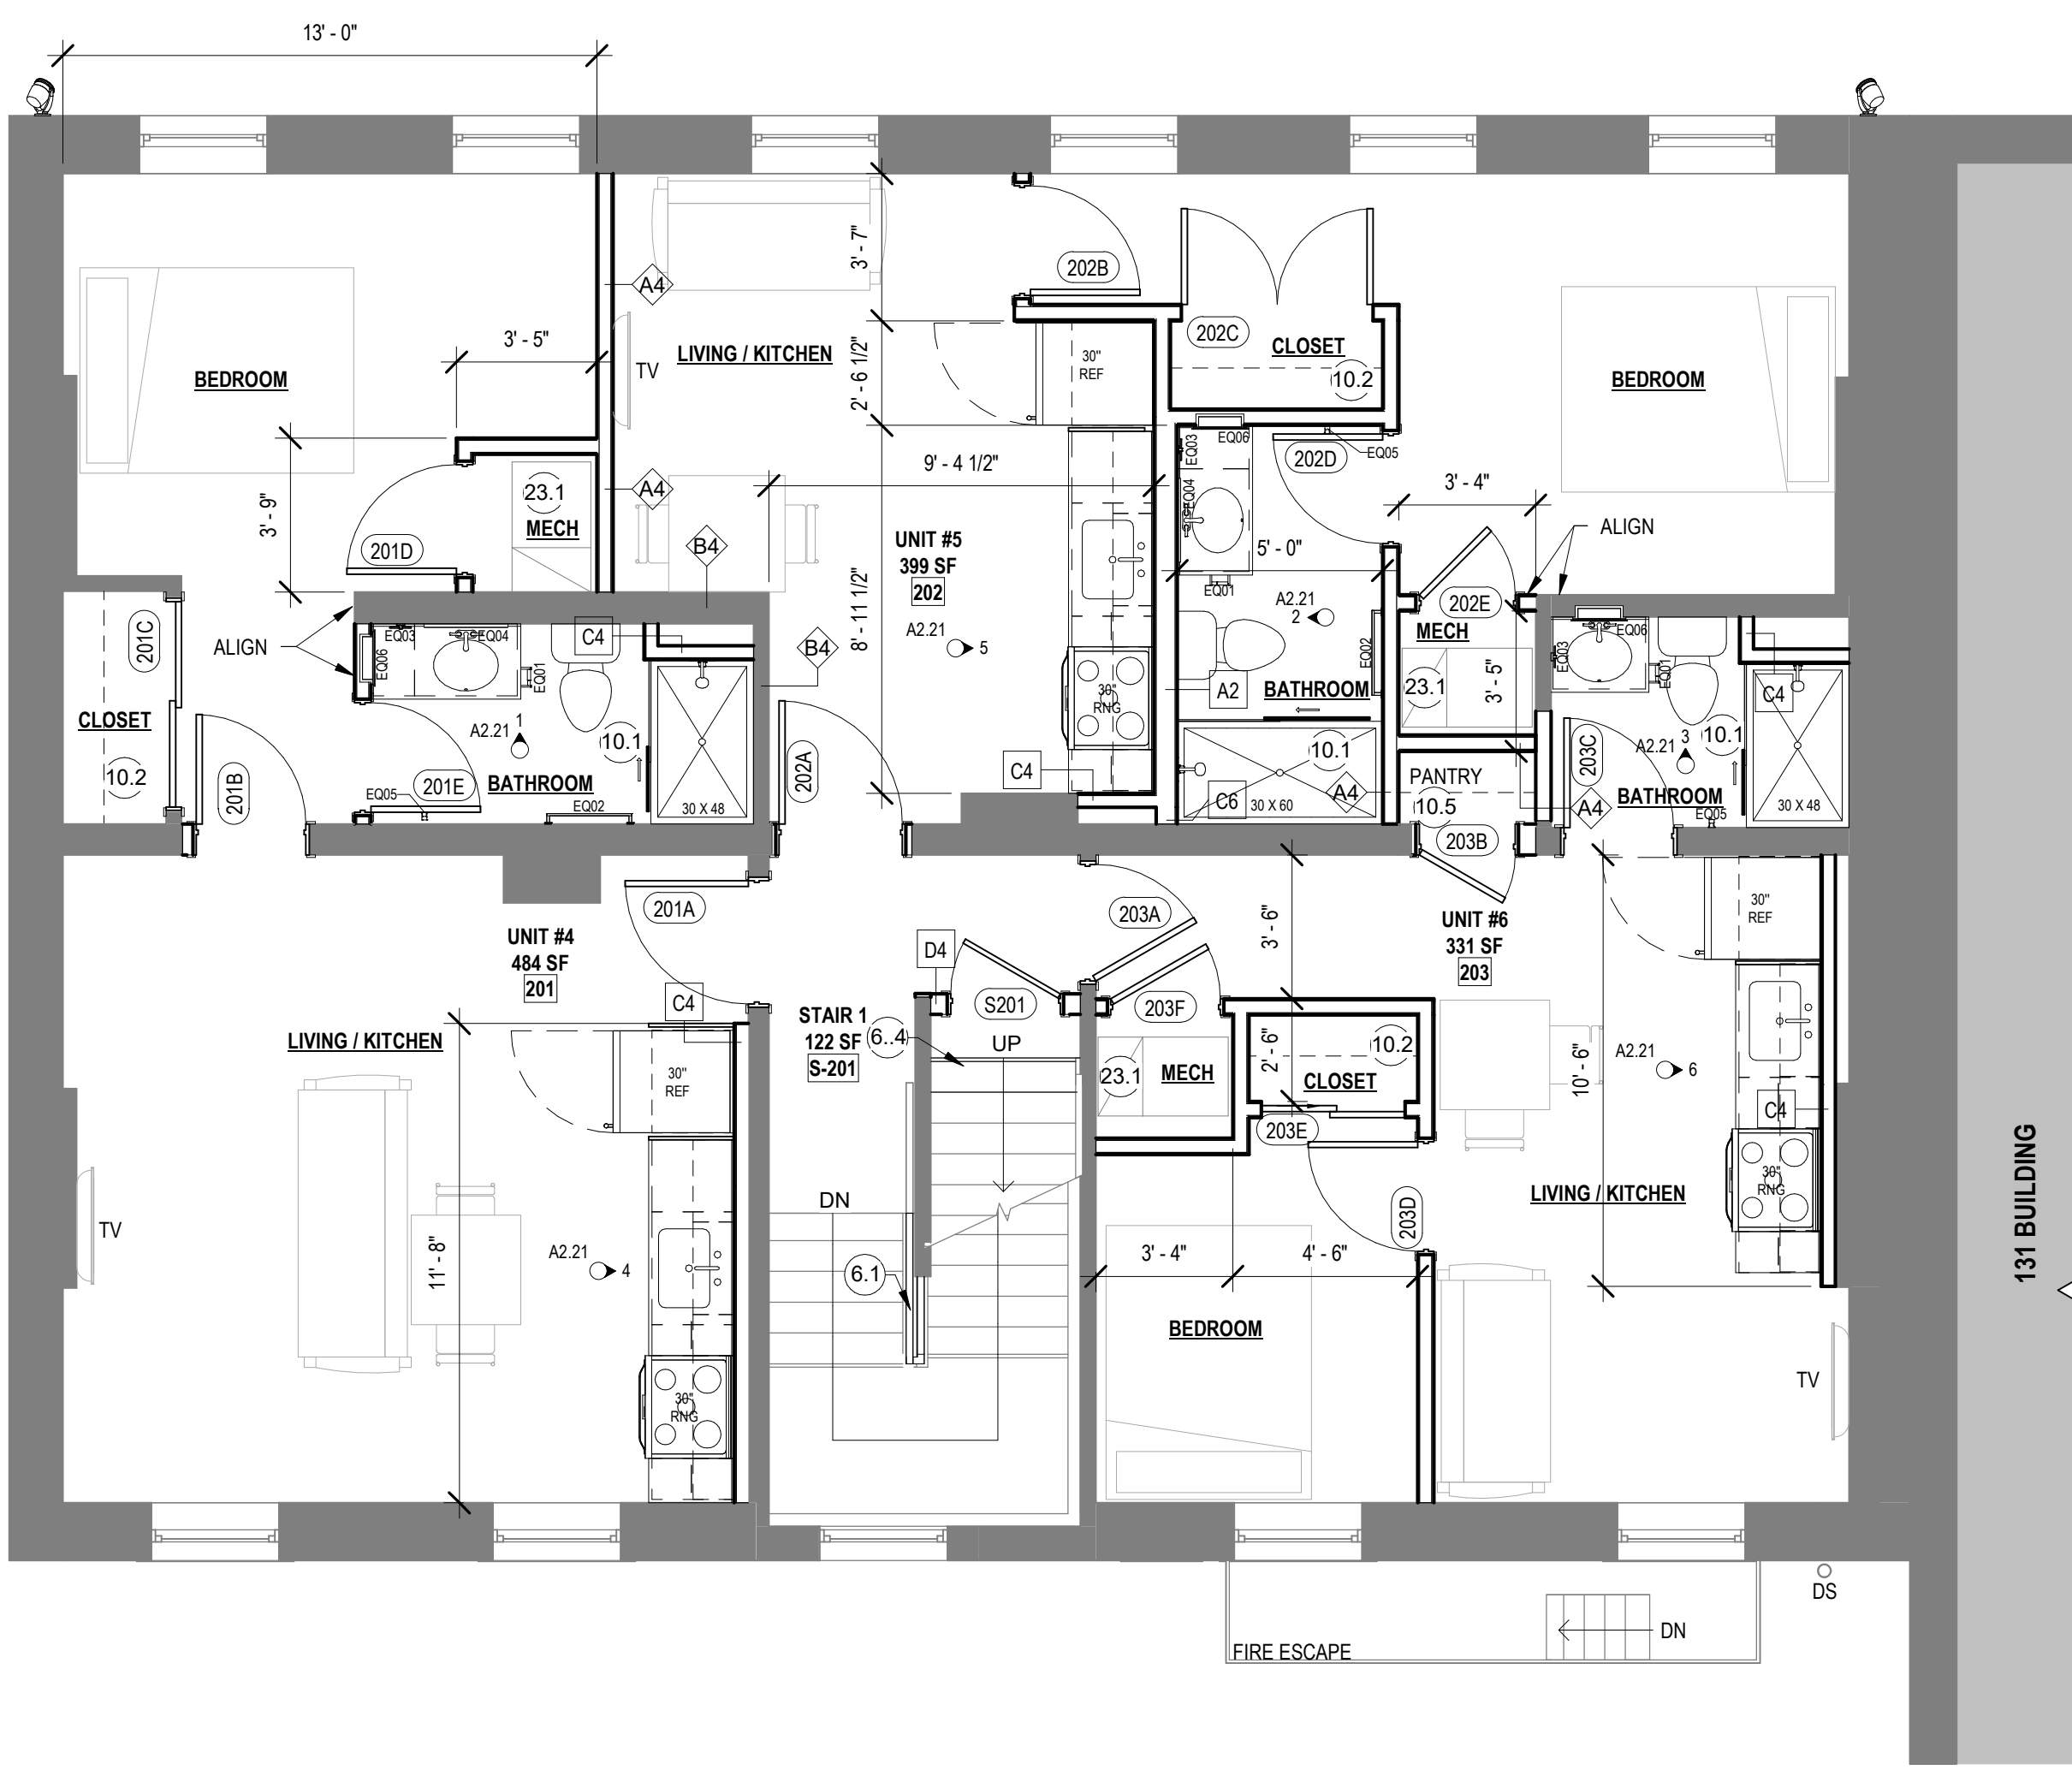 13' - 0"
3' - 7"
202B
A4
202C
CLOSET
10.2
3' - 5"
TV
LIVING / KITCHEN
2' - 6 1/2"
30"
REF
BEDROOM
BEDROOM
EQ03
EQ06
EQ05
202D
9' - 4 1/2"
3' - 4"
23.1
MECH
A4
3' - 9"
201D
B4
EQ04
ALIGN
UNIT #5
399 SF
202
5' - 0"
EQ01
A2.21
2
202E
MECH
8' - 11 1/2"
A2.21
5
201C
ALIGN
EQ03
EQ04
EQ06
EQ01
C4
B4
EQ02
A2
BATHROOM
23.1
3' - 5"
EQ03
EQ06
EQ01
C4
30"
RNG
CLOSET
10.2
201B
A2.21
1
10.1
BATHROOM
201E
EQ05
EQ02
30 X 48
202A
C4
C6
30 X 60
10.1
A4
PANTRY
10.5
203B
203C
A2.21
3
10.1
A4
BATHROOM
EQ05
30 X 48
201A
203A
3' - 6"
UNIT #6
331 SF
203
30"
REF
UNIT #4
484 SF
201
D4
S201
203F
C4
STAIR 1
122 SF
S-201
6..4
UP
LIVING / KITCHEN
30"
REF
23.1
MECH
2' - 6"
10.2
CLOSET
203E
10' - 6"
A2.21
6
C4
30"
RNG
LIVING / KITCHEN
131 BUILDING
DN
203D
TV
11' - 8"
A2.21
4
6.1
3' - 4"
4' - 6"
BEDROOM
TV
30"
RNG
DS
DN
FIRE ESCAPE